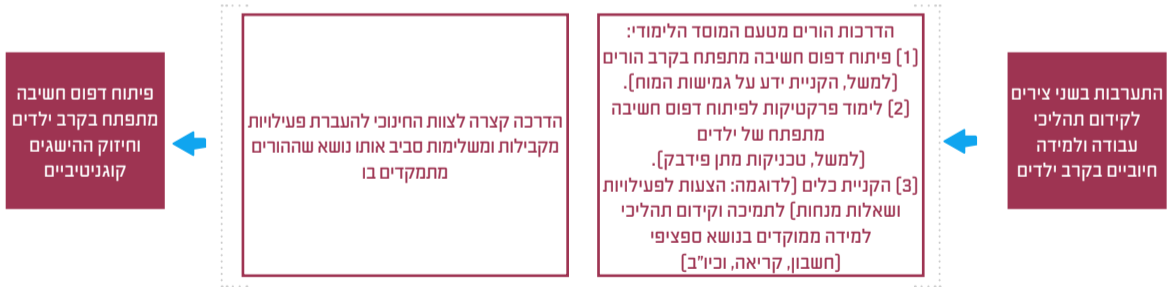 התערבות בשני צירים
לקידום תהליכי
עבודה ולמידה
חיוביים בקרב ילדים
הדרכות הורים מטעם המוסד הלימודי:
(1) פיתוח דפוס חשיבה מתפתח בקרב הורים
(למשל, הקניית ידע על גמישות המוח).
(2) לימוד פרקטיקות לפיתוח דפוס חשיבה
מתפתח של ילדים
(למשל, טכניקות מתן פידבק).
(3) הקניית כלים (לדוגמה: הצעות לפעילויות
ושאלות מנחות) לתמיכה וקידום תהליכי
למידה ממוקדים בנושא ספציפי
(חשבון, קריאה, וכיו"ב)
הדרכה קצרה לצוות החינוכי להעברת פעילויות
מקבילות ומשלימות סביב אותו נושא שההורים
מתמקדים בו
פיתוח דפוס חשיבה
מתפתח בקרב ילדים
וחיזוק ההישגים
קוגניטיביים